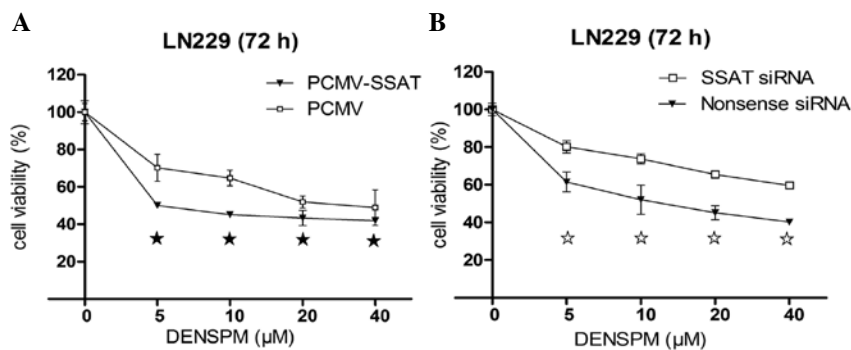 A
LN229 (72 h)
PCMV-SSAT
PCMV
cell viability (%)
120
100
80
60
40
20
0
5
10
20
40
DENSPM (µM)
B
LN229 (72 h)
SSAT siRNA
Nonsense siRNA
cell viability (%)
120
100
80
60
40
20
0
5
10
20
40
DENSPM (µM)